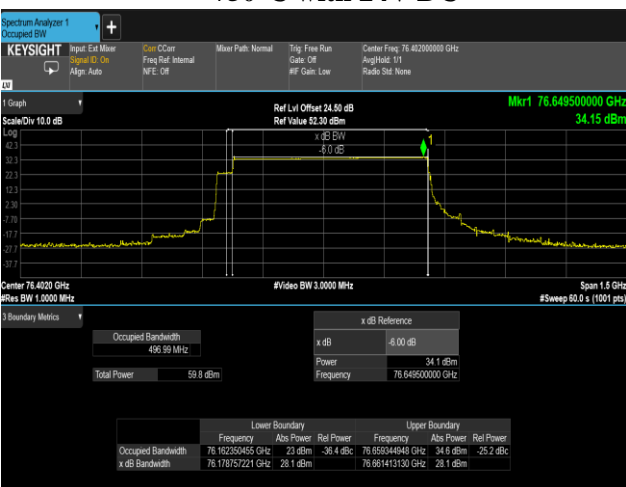 Spectrum Analyzer 1
Occupied BW
KEYSIGHT
Input: Ext Mixer
Signal ID: On
Align: Auto
Corr CCorr
Freq Ref: Internal
NFE: Off
Mixer Path: Normal
Trig: Free Run
Gate: Off
#IF Gain: Low
Center Freq: 76.402000000 GHz
Avg|Hold: 1/1
Radio Std: None
LXI
1 Graph
Scale/Div 10.0 dB
Ref Lvl Offset 24.50 dB
Ref Value 52.30 dBm
Mkr1 76.649500000 GHz
34.15 dBm
Log
x dB BW
-6.0 dB
1
42.3
32.3
22.3
12.3
2.30
-7.70
-17.7
-27.7
-37.7
Center 76.4020 GHz
#Res BW 1.0000 MHz
#Video BW 3.0000 MHz
Span 1.5 GHz
#Sweep 60.0 s (1001 pts)
3 Boundary Metrics
Occupied Bandwidth
496.99 MHz
Total Power 59.8 dBm
x dB Reference
x dB -6.00 dB
Power 34.1 dBm
Frequency 76.649500000 GHz
Lower Boundary Upper Boundary
Frequency Abs Power Rel Power Frequency Abs Power Rel Power
Occupied Bandwidth 76.162350455 GHz 23 dBm -36.4 dBc 76.659344948 GHz 34.6 dBm -25.2 dBc
x dB Bandwidth 76.178757221 GHz 28.1 dBm 76.661413130 GHz 28.1 dBm